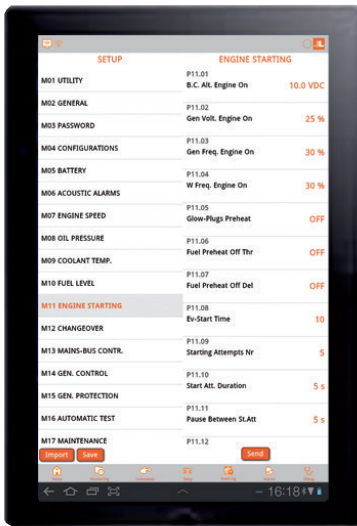 SETUP
M01 UTILITY
M02 GENERAL
M03 PASSWORD
M04 CONFIGURATIONS
M05 BATTERY
M06 ACOUSTIC ALARMS
M07 ENGINE SPEED
M08 OIL PRESSURE
M09 COOLANT TEMP.
M10 FUEL LEVEL
M11 ENGINE STARTING
M12 CHANGEOVER
M13 MAINS-BUS CONTR.
M14 GEN. CONTROL
M15 GEN. PROTECTION
M16 AUTOMATIC TEST
M17 MAINTENANCE
Import Save
ENGINE STARTING
P11.01
B.C. Alt. Engine On 10.0 VDC
P11.02
Gen Volt. Engine On 25 %
P11.03
Gen Freq. Engine On 30 %
P11.04
W Freq. Engine On 30 %
P11.05
Glow-Plugs Preheat OFF
P11.06
Fuel Preheat Off Thr OFF
P11.07
Fuel Preheat Off Del OFF
P11.08
Ev-Start Time 10
P11.09
Starting Attempts Nr 5
P11.10
Start Att. Duration 5 s
P11.11
Pause Between St.Att 5 s
P11.12
Send
16:18